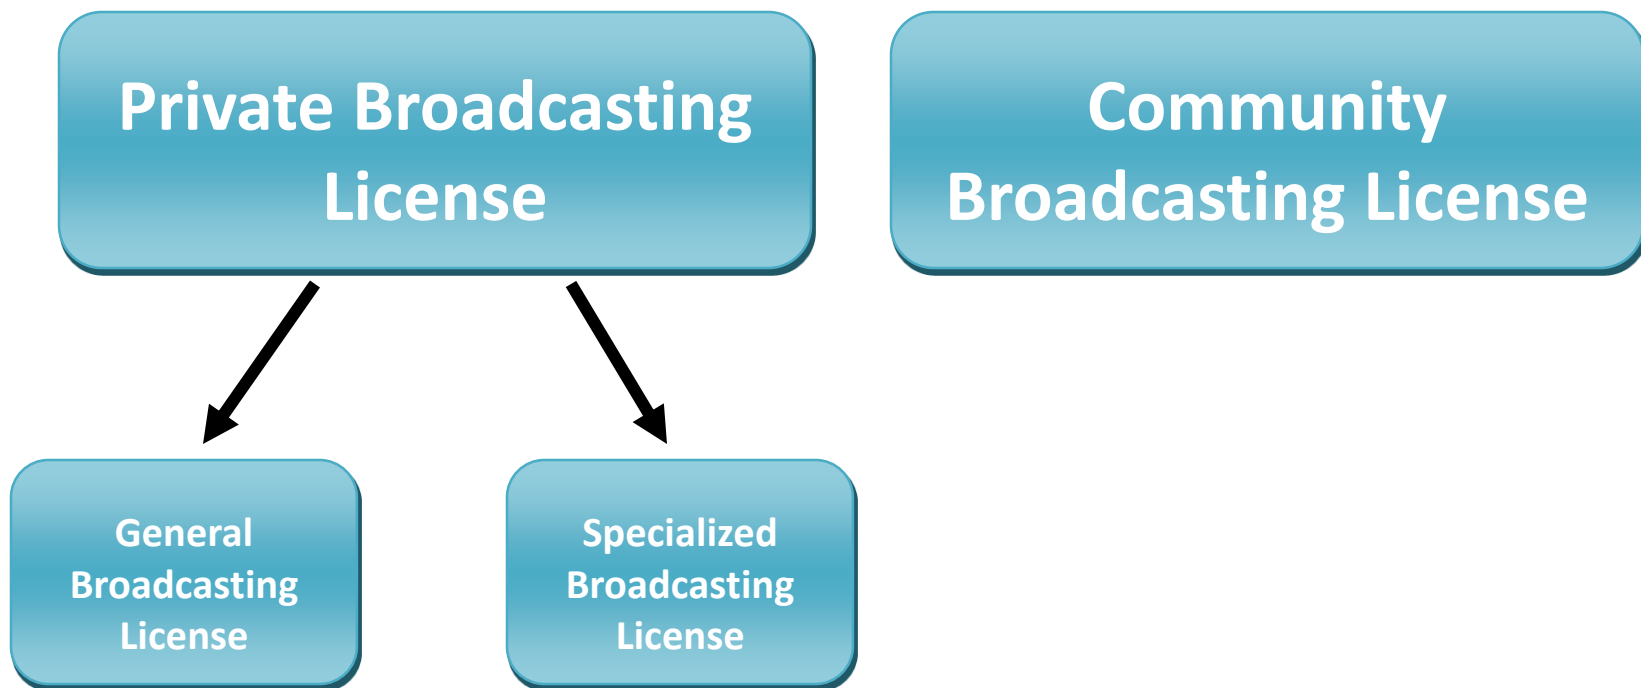 Private Broadcasting
License
Community
Broadcasting License
General
Broadcasting
License
Specialized
Broadcasting
License